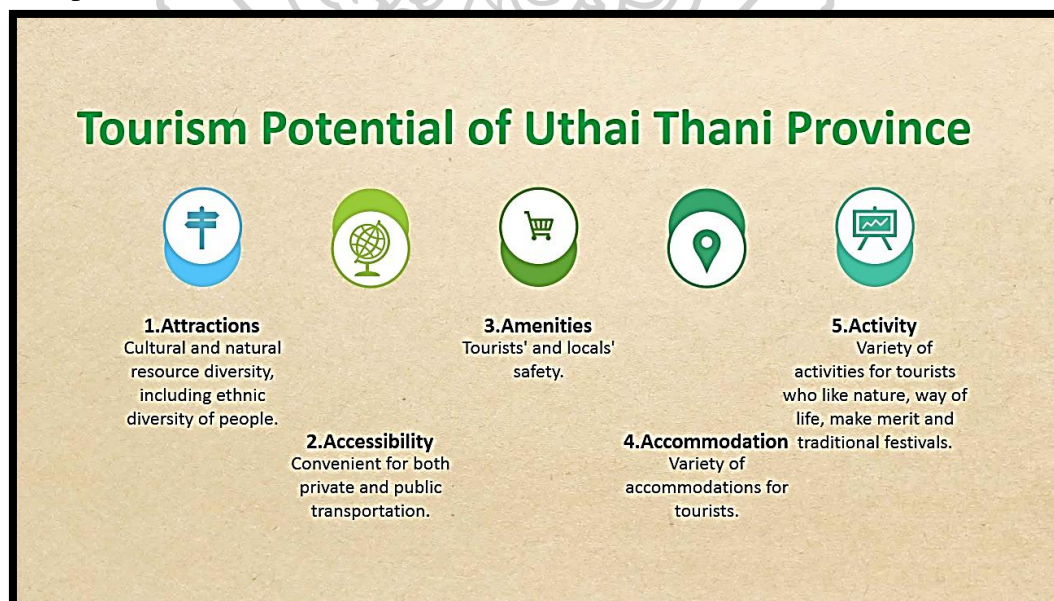 Tourism Potential of Uthai Thani Province
1.Attractions
Cultural and natural
resource diversity,
including ethnic
diversity of people.
2.Accessibility
Convenient for both
private and public
transportation.
3.Amenities
Tourists' and locals'
safety.
4.Accommodation
Variety of
accommodations for
tourists.
5.Activity
Variety of
activities for tourists
who like nature, way of
life, make merit and
traditional festivals.